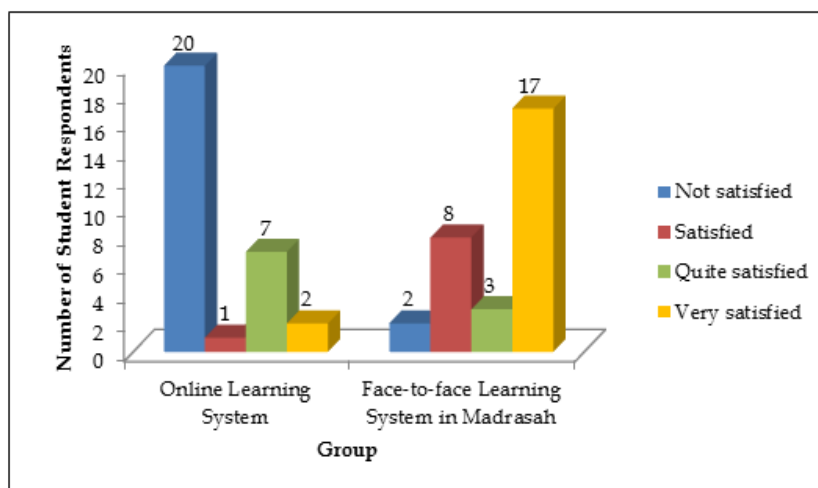 Number of Student Respondents
20
18
16
14
12
10
8
6
4
2
0
20
1
7
2
2
8
3
17
Online Learning
System
Face-to-face Learning
System in Madrasah
Group
Not satisfied
Satisfied
Quite satisfied
Very satisfied